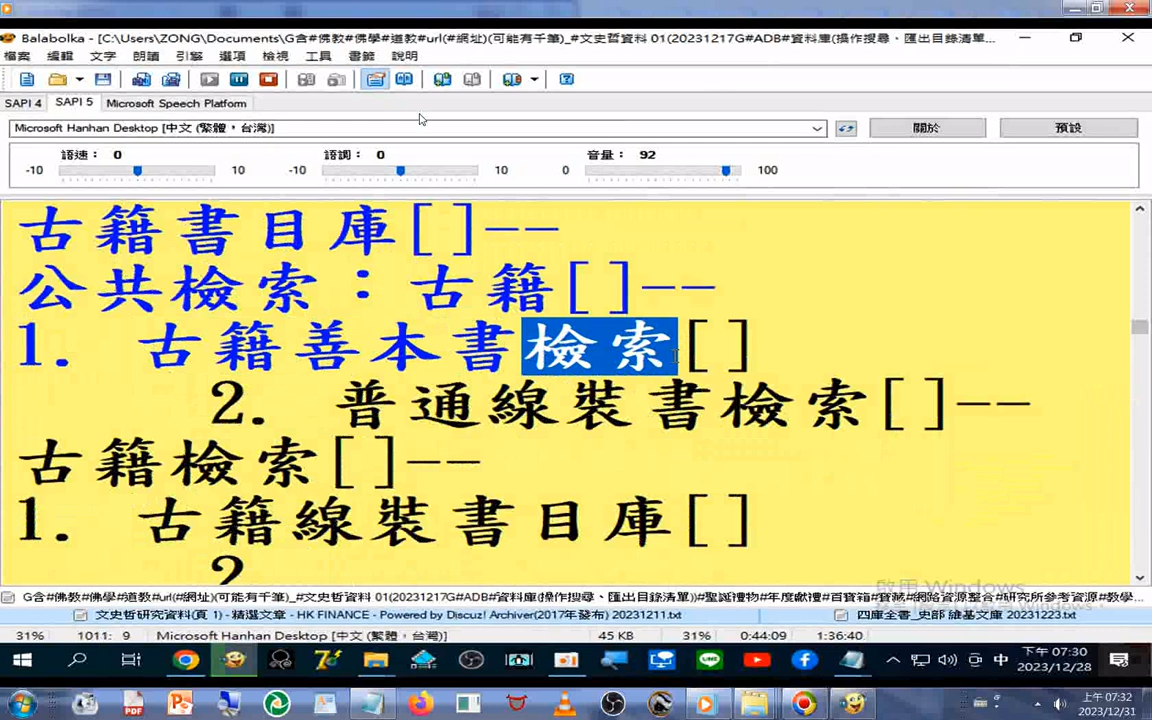 Balabolka - [C:\Users\ZONG\Documents\G含#佛教#佛學#道教#url(#網址)(可能有千筆)_#文史哲資料 01(20231217G#ADB#資料庫(操作搜尋、匯出目錄清單...
檔案 編輯 文字 朗讀 引擎 選項 檢視 工具 書籤 說明
SAPI 4 SAPI 5 Microsoft Speech Platform
Microsoft Hanhan Desktop [中文 (繁體，台灣)] 關於 預設
語速： 0 語調： 0 音量： 92
-10 10 -10 10 0 100
古籍書目庫[]--
公共檢索：古籍[]--
1. 古籍善本書檢索[]
2. 普通線裝書檢索[]--
古籍檢索[]--
1. 古籍線裝書目庫[]
2
啟用 Windows
G含#佛教#佛學#道教#url(#網址)(可能有千筆)_#文史哲資料 01(20231217G#ADB#資料庫(操作搜尋、匯出目錄清單))#聖誕禮物#年度獻禮#百寶箱#寶藏#網路資源整合#研究所參考資源#教學...
文史哲研究資料(頁 1) - 精選文章 - HK FINANCE - Powered by Discuz! Archiver(2017年發布) 20231211.txt 四庫全書_史部 維基文庫 20231223.txt
31% 1011: 9 Microsoft Hanhan Desktop [中文 (繁體，台灣)] 45 KB 31% 0:44:09 1:36:40
中 下午 07:30
2023/12/28
上午 07:32
2023/12/31